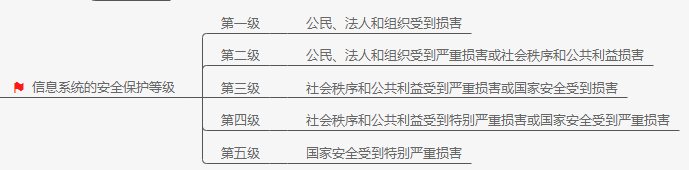 信息系统的安全保护等级
第一级 公民、法人和组织受到损害
第二级 公民、法人和组织受到严重损害或社会秩序和公共利益损害
第三级 社会秩序和公共利益受到严重损害或国家安全受到损害
第四级 社会秩序和公共利益受到特别严重损害或国家安全受到严重损害
第五级 国家安全受到特别严重损害